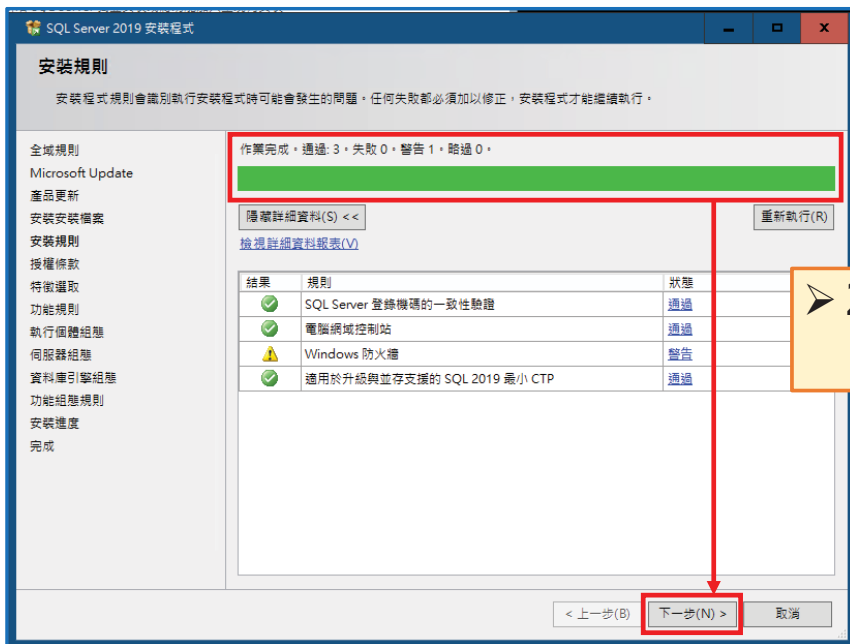 SQL Server 2019 安裝程式
安裝規則
安裝程式規則會識別執行安裝程式時可能會發生的問題。任何失敗都必須加以修正，安裝程式才能繼續執行。
全域規則
Microsoft Update
產品更新
安裝安裝檔案
安裝規則
授權條款
特徵選取
功能規則
執行個體組態
伺服器組態
資料庫引擎組態
功能組態規則
安裝進度
完成
作業完成。通過: 3。失敗 0。警告 1。略過 0。
隱藏詳細資料(S) <<
重新執行(R)
檢視詳細資料報表(V)
結果 規則 狀態
SQL Server 登錄機碼的一致性驗證 通過
電腦網域控制站 通過
Windows 防火牆 警告
適用於升級與並存支援的 SQL 2019 最小 CTP 通過
< 上一步(B) 下一步(N) > 取消